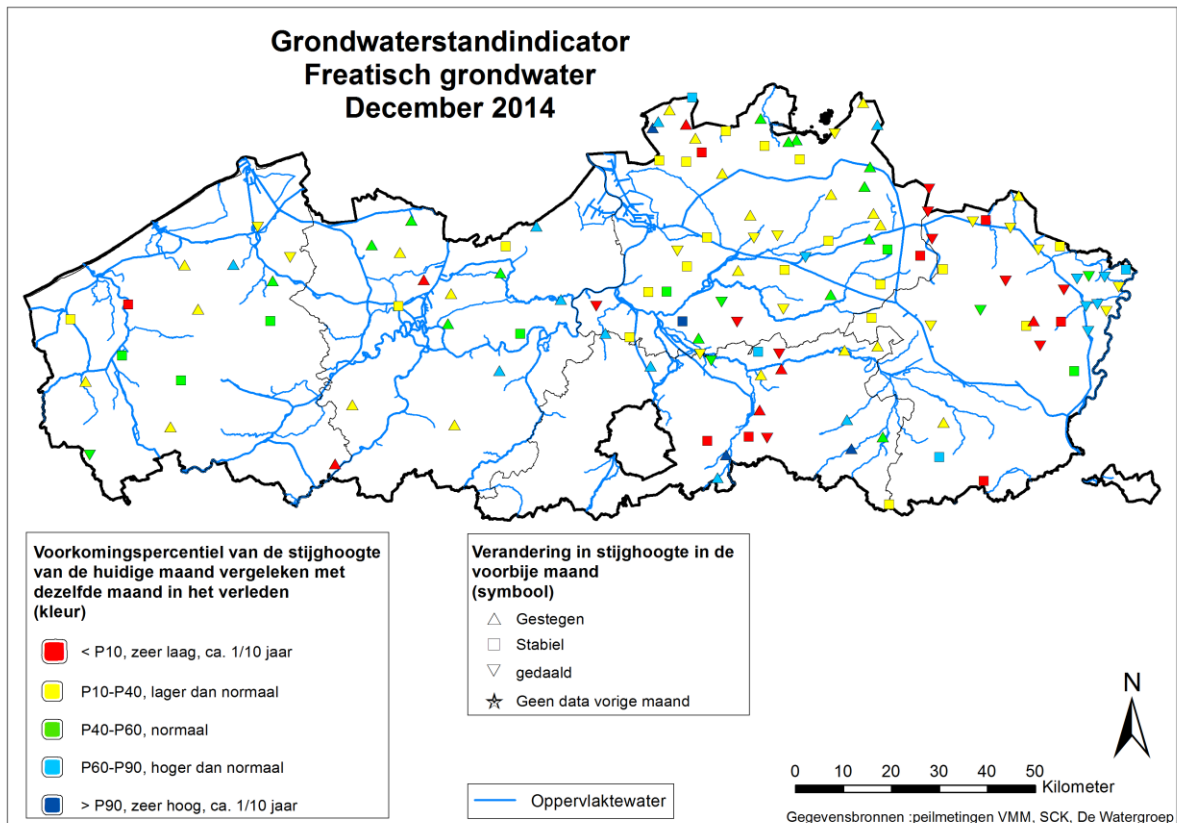 Grondwaterstandindicator
Freatisch grondwater
December 2014
Voorkomingspercentiel van de stijghoogte
van de huidige maand vergeleken met
dezelfde maand in het verleden
(kleur)
< P10, zeer laag, ca. 1/10 jaar
P10-P40, lager dan normaal
P40-P60, normaal
P60-P90, hoger dan normaal
> P90, zeer hoog, ca. 1/10 jaar
Verandering in stijghoogte in de
voorbije maand
(symbool)
Gestegen
Stabiel
gedaald
Geen data vorige maand
Oppervlaktewater
N
0 10 20 30 40 50
Kilometer
Gegevensbronnen :peilmetingen VMM, SCK, De Watergroep